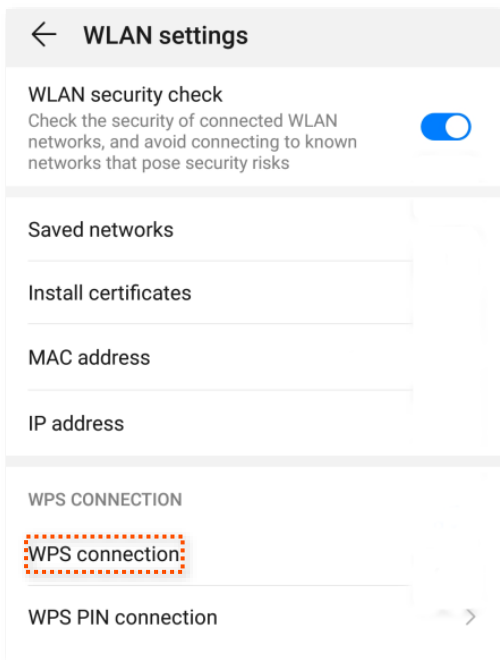 WLAN settings
WLAN security check
Check the security of connected WLAN
networks, and avoid connecting to known
networks that pose security risks
Saved networks
Install certificates
MAC address
IP address
WPS CONNECTION
WPS connection
WPS PIN connection